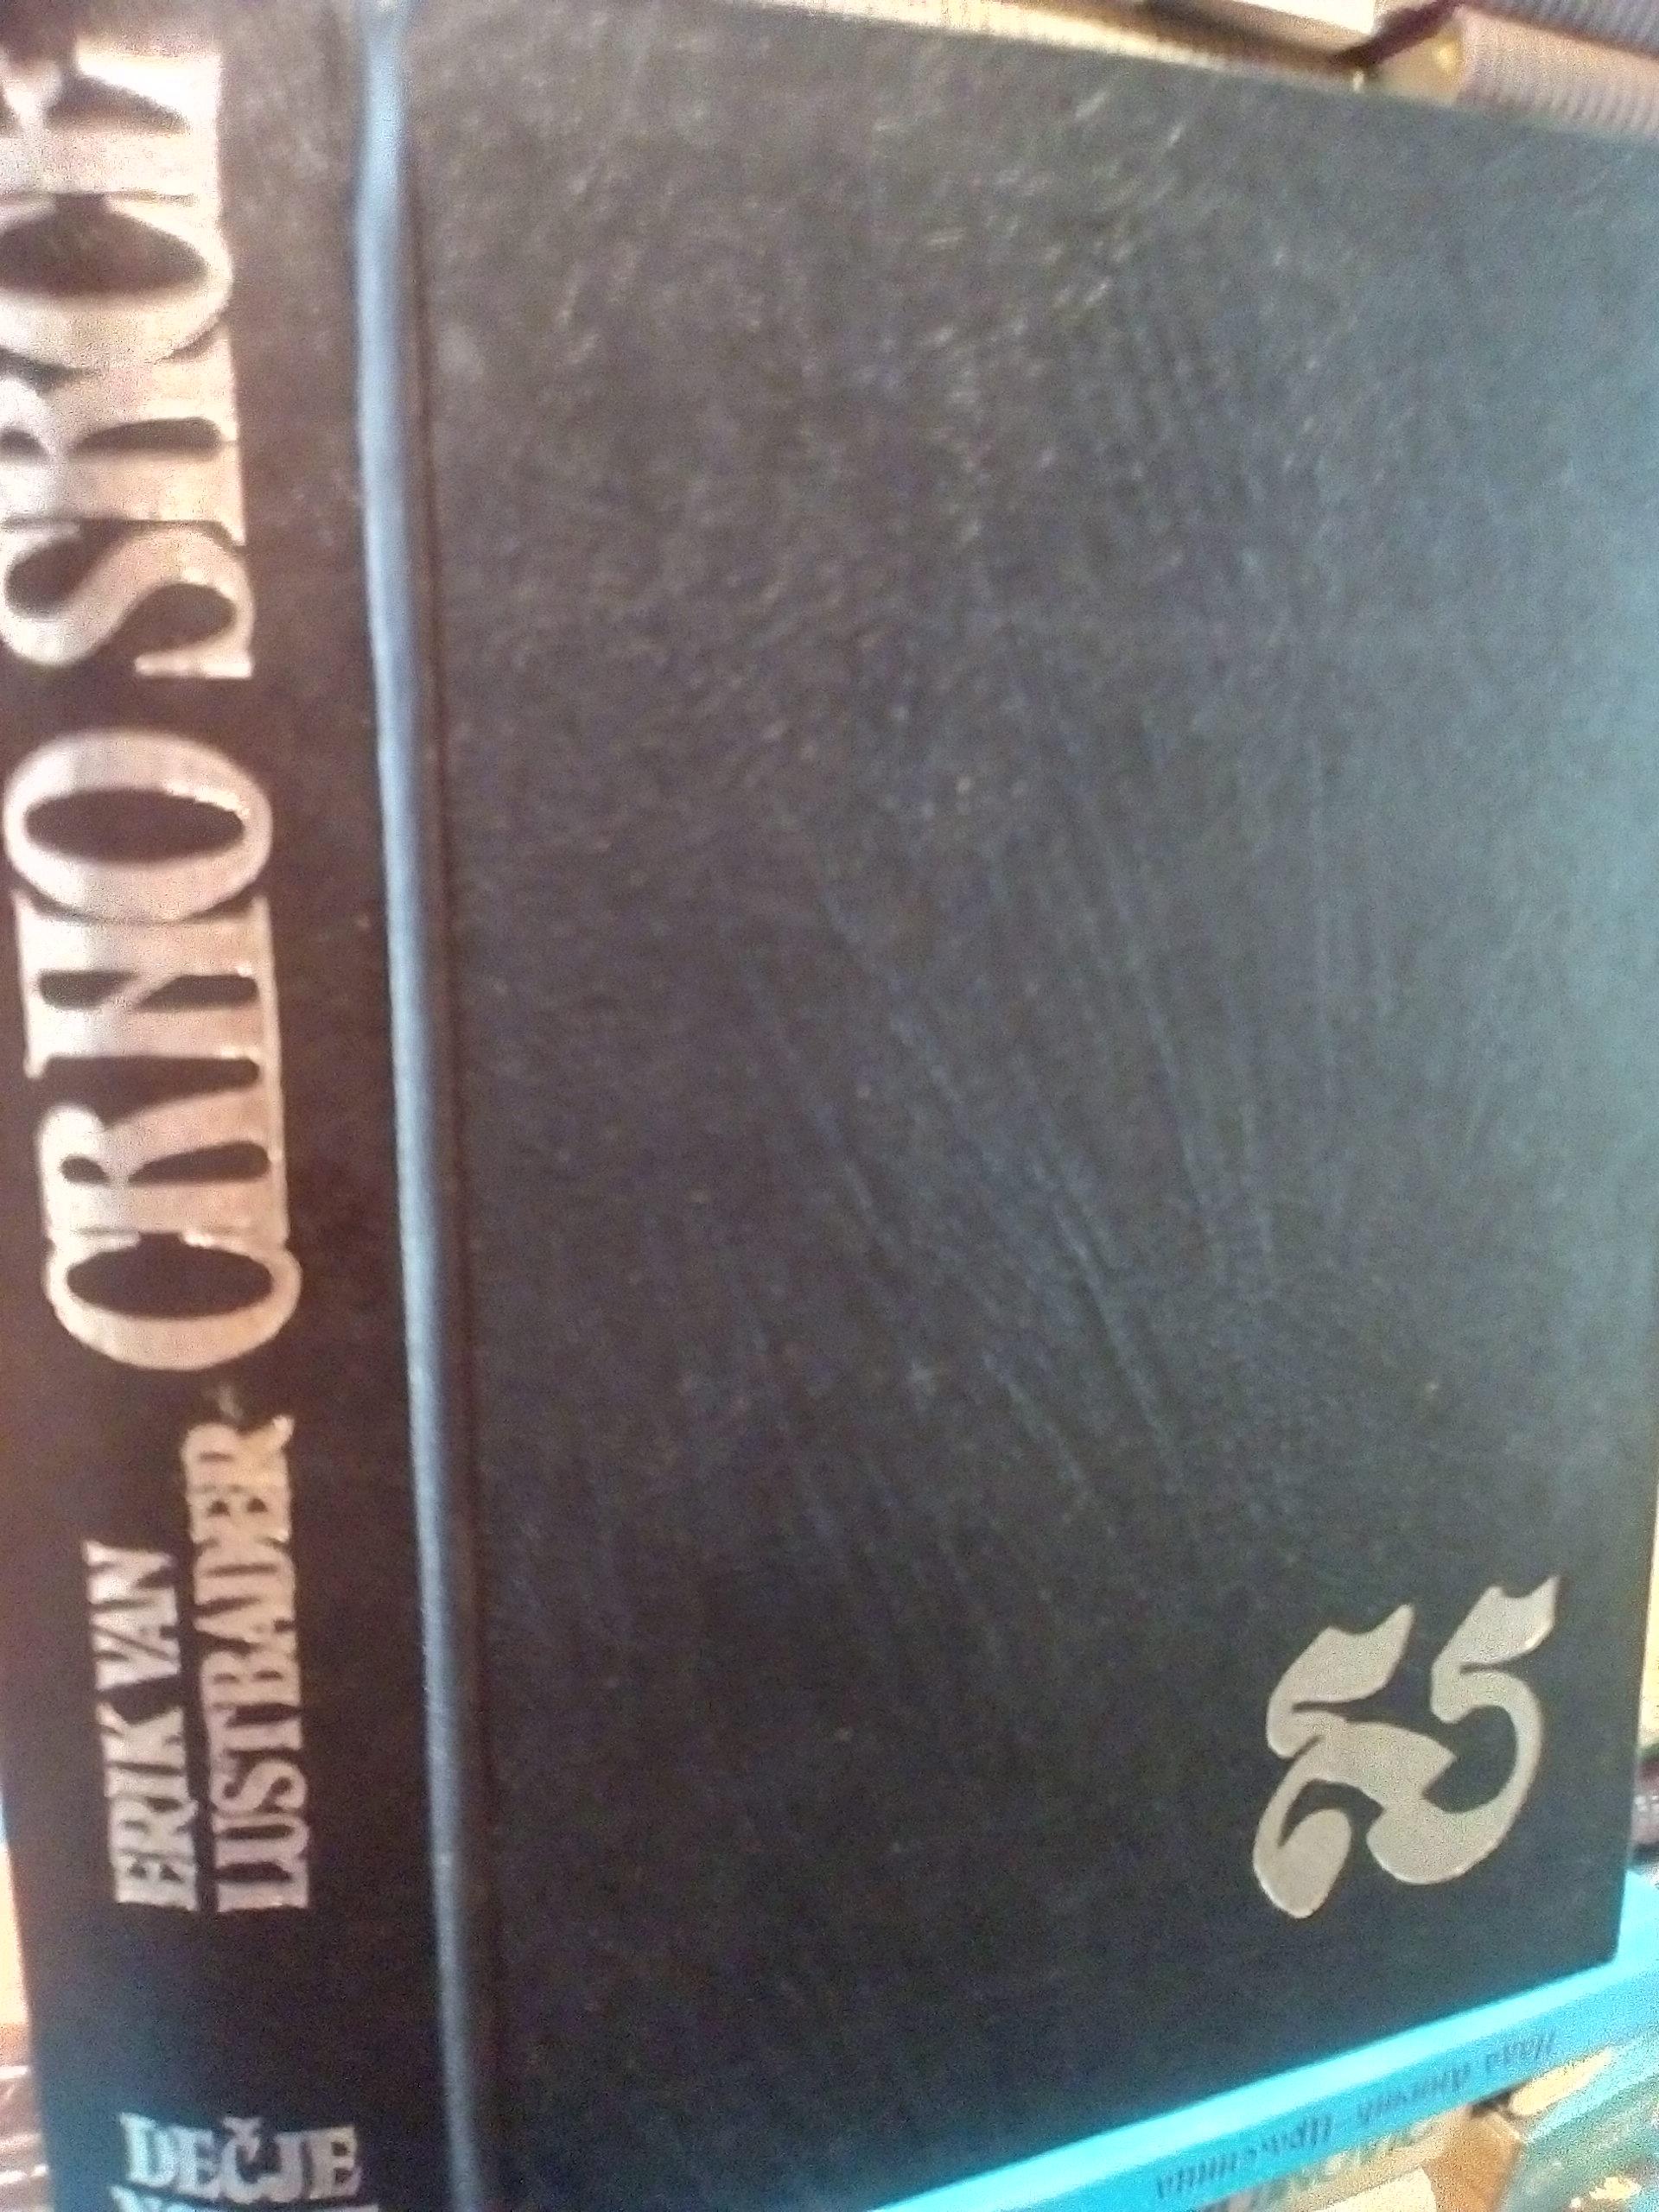 CRNO SRCE
ERIK VAN
LUSTBADER
DEČJE